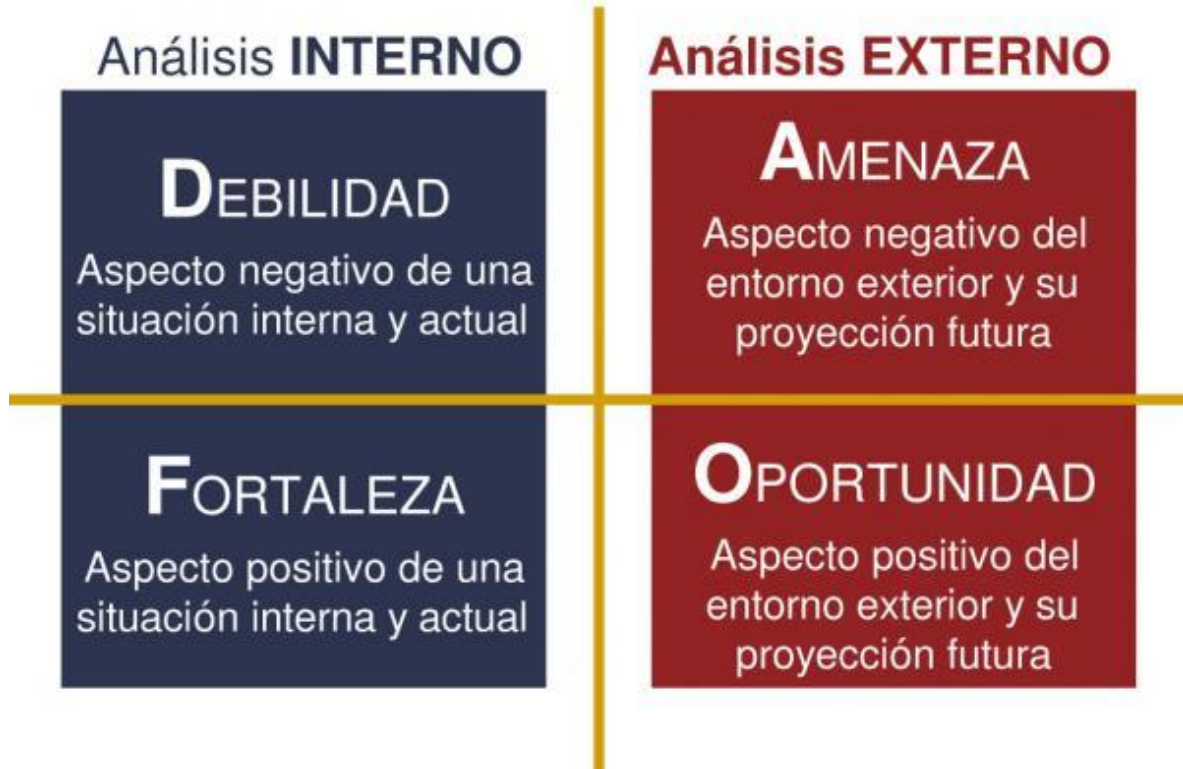 Análisis INTERNO
DEBILIDAD
Aspecto negativo de una
situación interna y actual
FORTALEZA
Aspecto positivo de una
situación interna y actual
Análisis EXTERNO
AMENAZA
Aspecto negativo del
entorno exterior y su
proyección futura
OPORTUNIDAD
Aspecto positivo del
entorno exterior y su
proyección futura